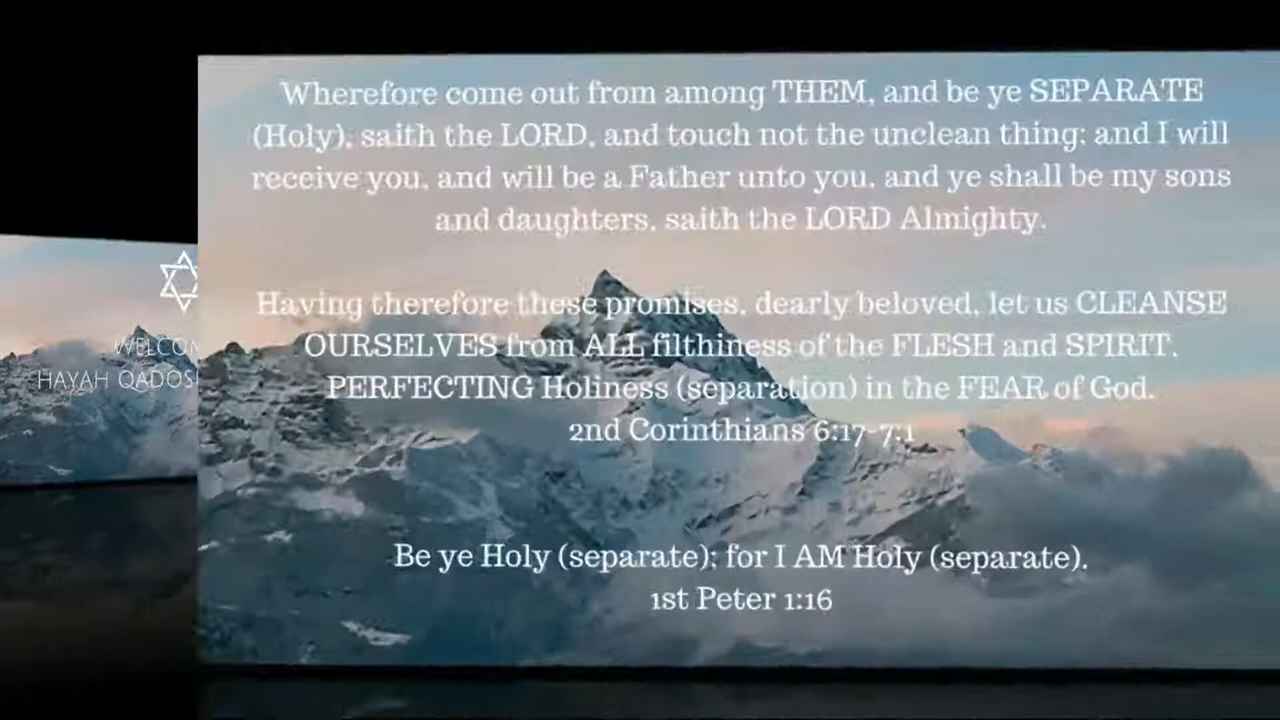 Wherefore come out from among THEM, and be ye SEPARATE
(Holy), saith the LORD, and touch not the unclean thing; and I will
receive you, and will be a Father unto you, and ye shall be my sons
and daughters, saith the LORD Almighty.
Having therefore these promises, dearly beloved, let us CLEANSE
OURSELVES from ALL filthiness of the FLESH and SPIRIT,
PERFECTING Holiness (separation) in the FEAR of God.
2nd Corinthians 6:17-7:1
Be ye Holy (separate); for I AM Holy (separate).
1st Peter 1:16
WELCOM
HAYAH QADOS